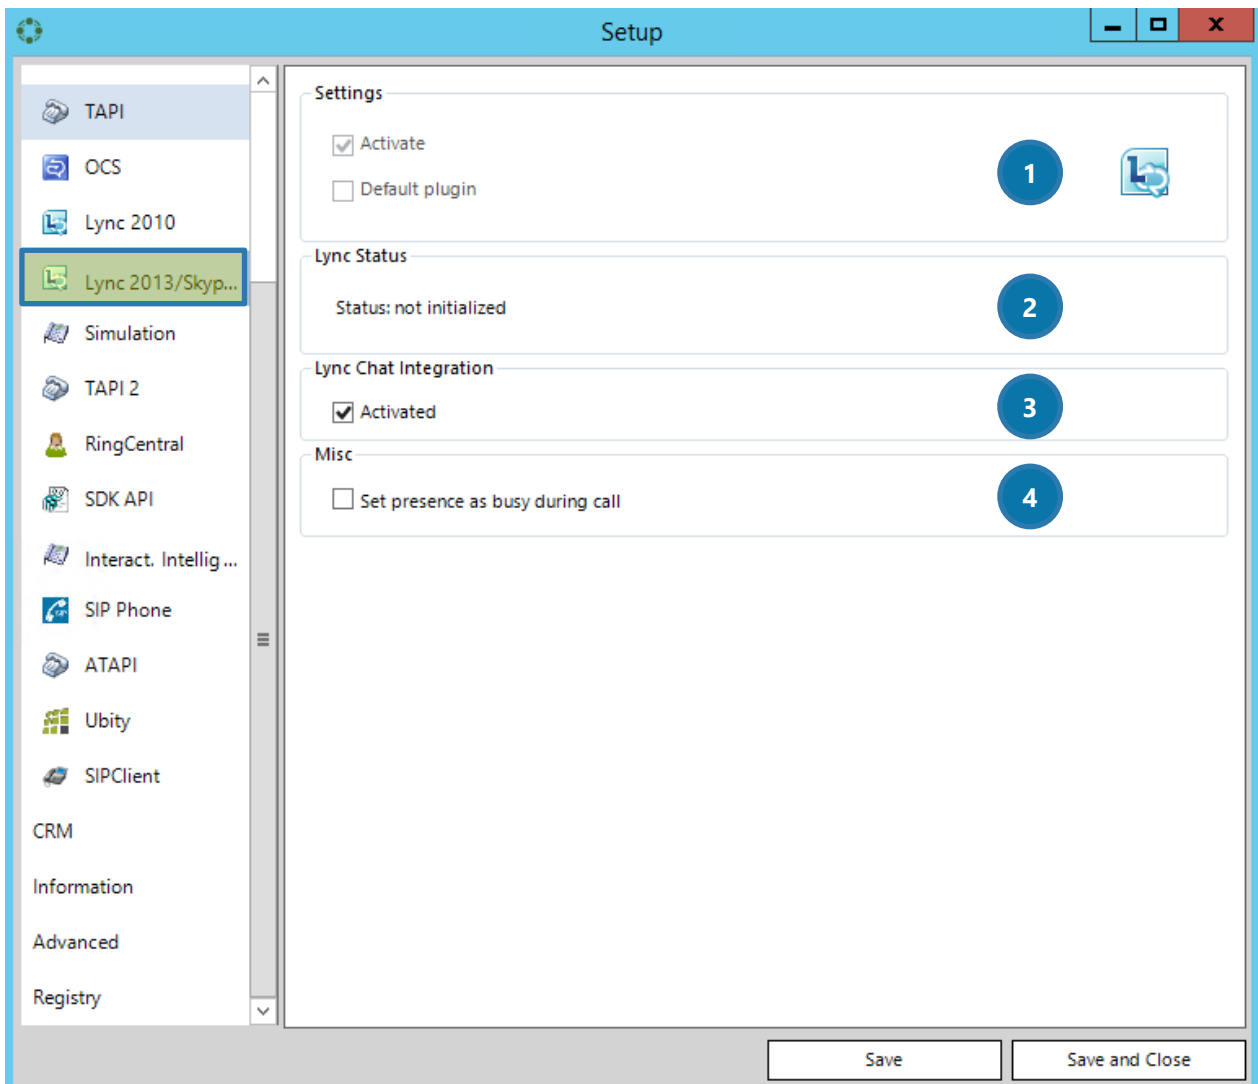 Setup
X
TAPI
OCS
Lync 2010
Lync 2013/Skyp...
Simulation
TAPI 2
RingCentral
SDK API
Interact. Intellig...
SIP Phone
ATAPI
Ubity
SIPClient
CRM
Information
Advanced
Registry
Settings
Activate
Default plugin
1
Lync Status
Status: not initialized
2
Lync Chat Integration
Activated
3
Misc
Set presence as busy during call
4
Save
Save and Close